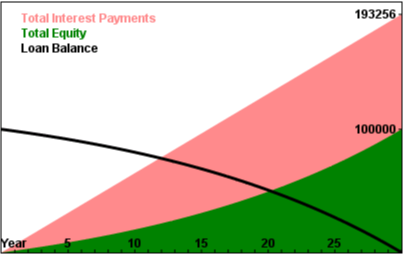 Total Interest Payments
Total Equity
Loan Balance
193256
100000
Year 5 10 15 20 25